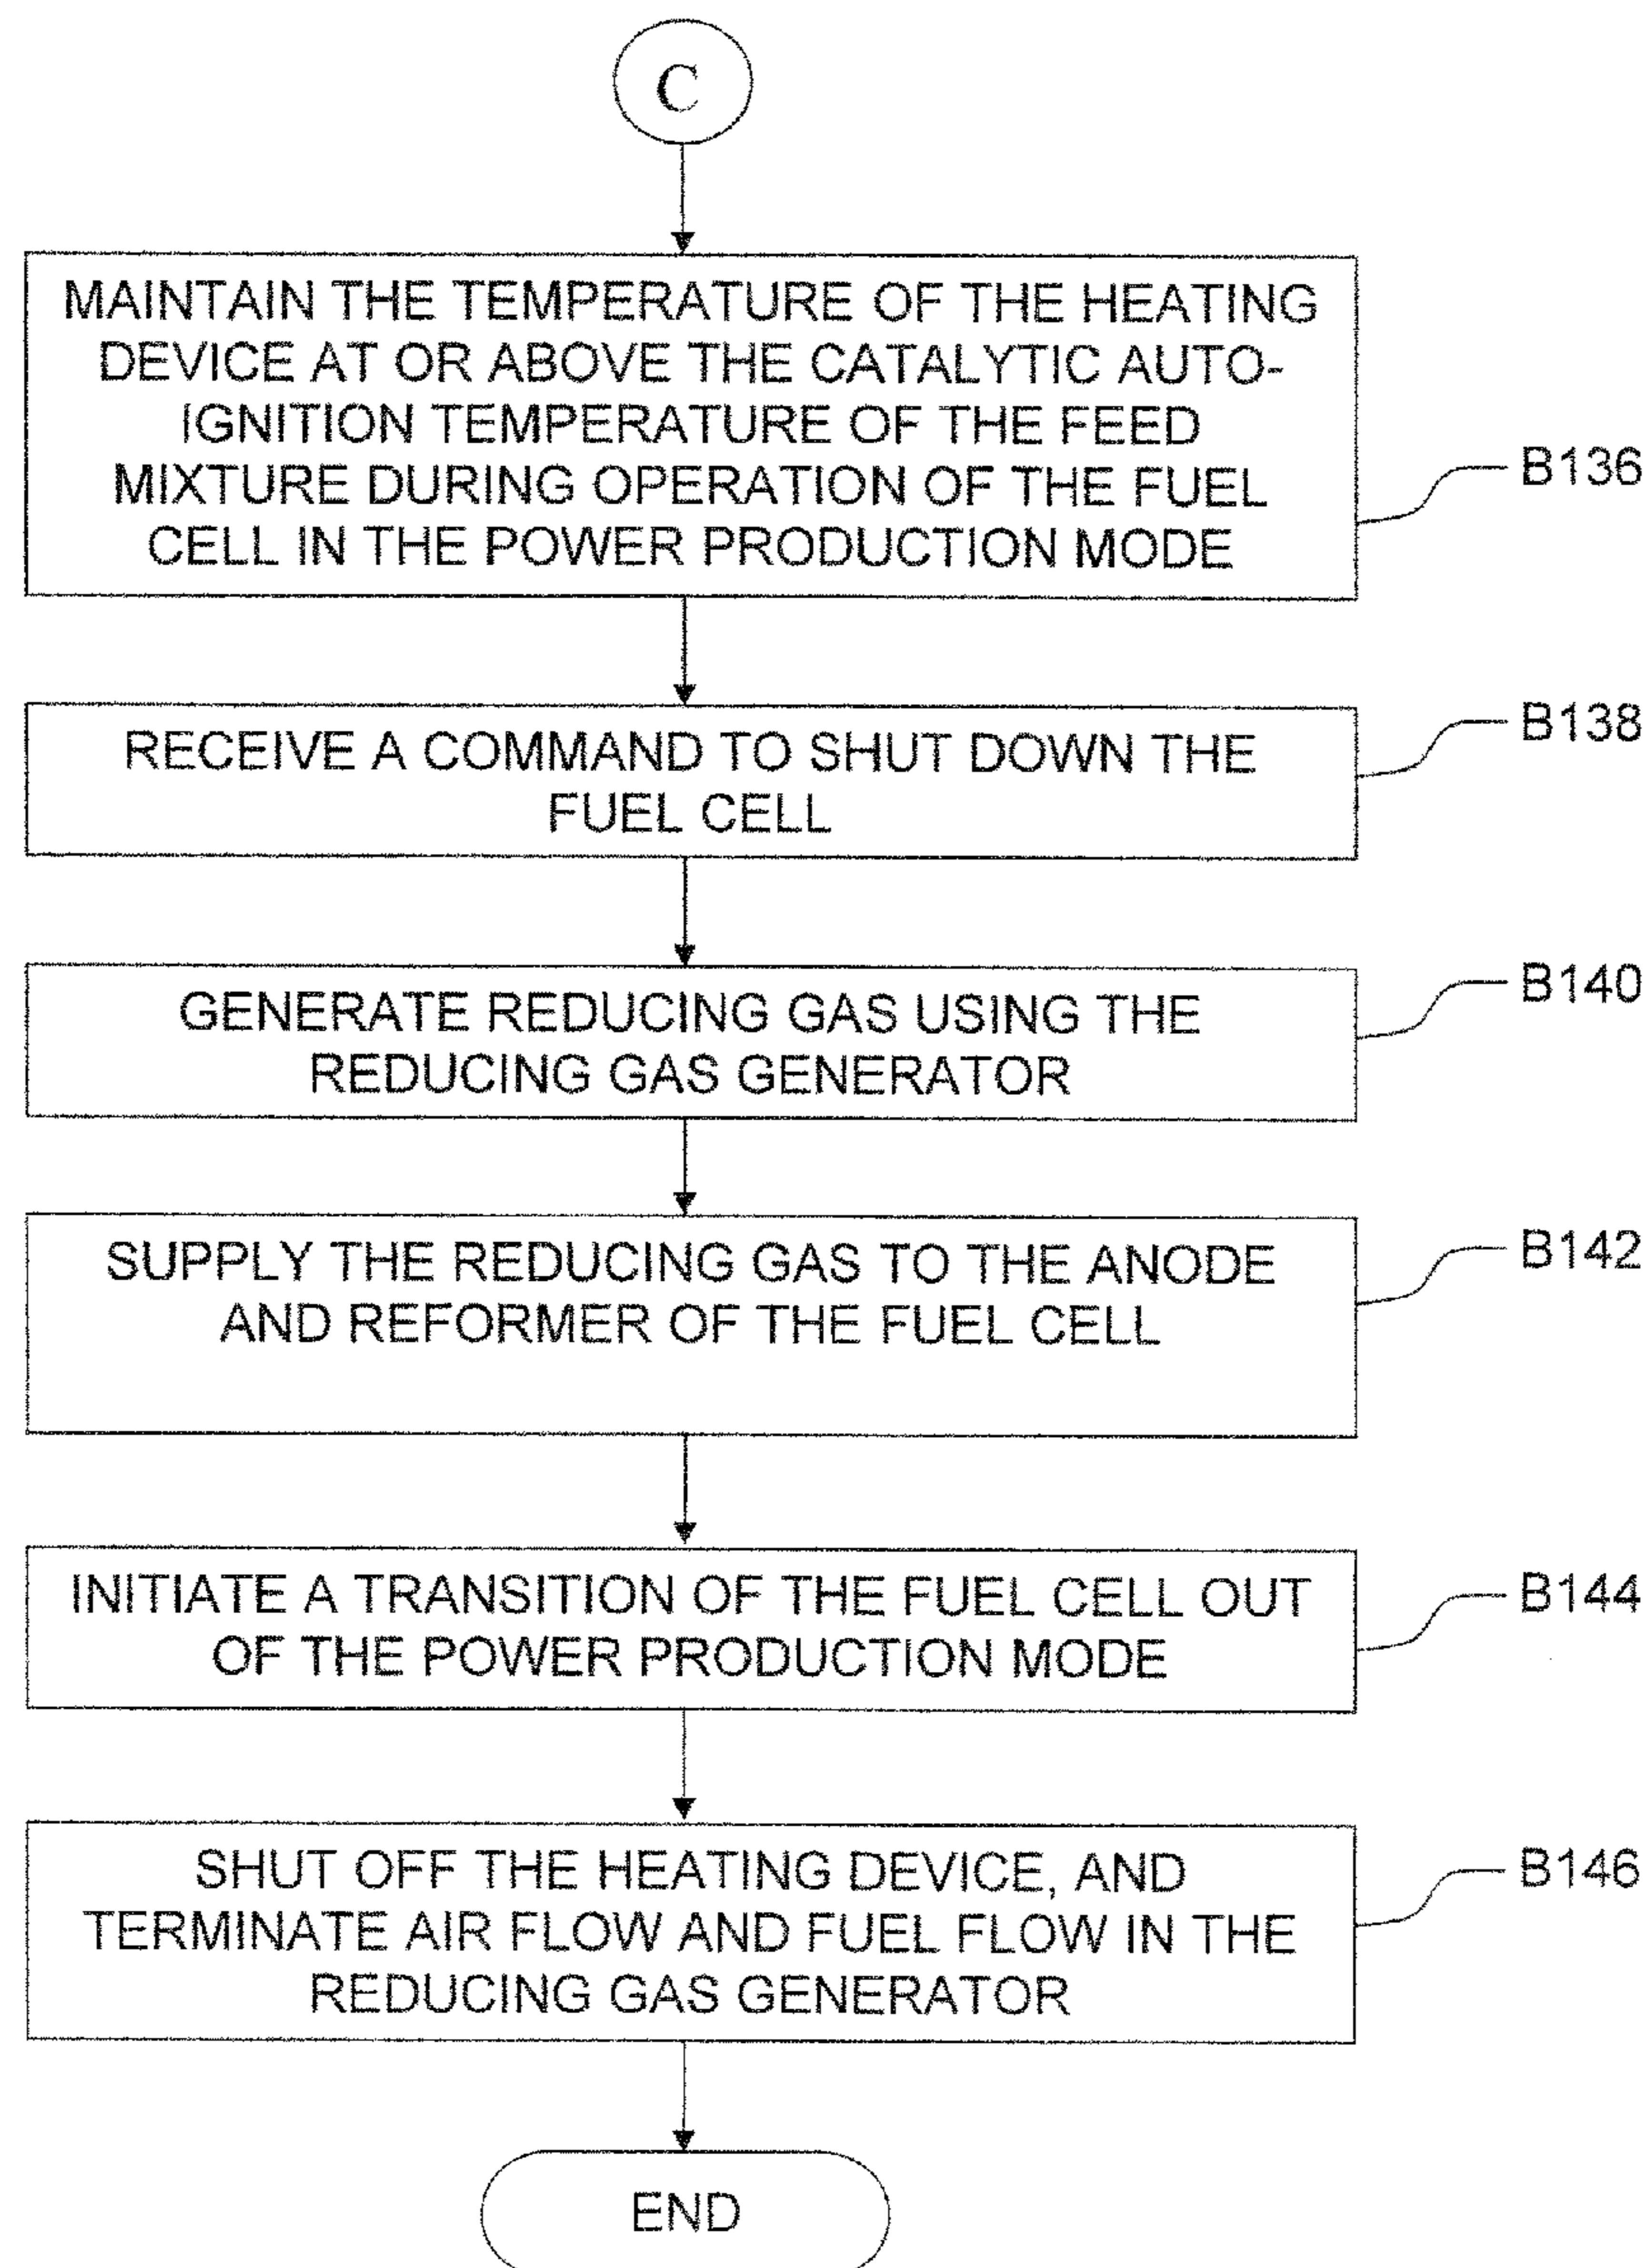 C
MAINTAIN THE TEMPERATURE OF THE HEATING
DEVICE AT OR ABOVE THE CATALYTIC AUTO-
IGNITION TEMPERATURE OF THE FEED
MIXTURE DURING OPERATION OF THE FUEL
CELL IN THE POWER PRODUCTION MODE
B136
RECEIVE A COMMAND TO SHUT DOWN THE
FUEL CELL
B138
GENERATE REDUCING GAS USING THE
REDUCING GAS GENERATOR
B140
SUPPLY THE REDUCING GAS TO THE ANODE
AND REFORMER OF THE FUEL CELL
B142
INITIATE A TRANSITION OF THE FUEL CELL OUT
OF THE POWER PRODUCTION MODE
B144
SHUT OFF THE HEATING DEVICE, AND
TERMINATE AIR FLOW AND FUEL FLOW IN THE
REDUCING GAS GENERATOR
B146
END